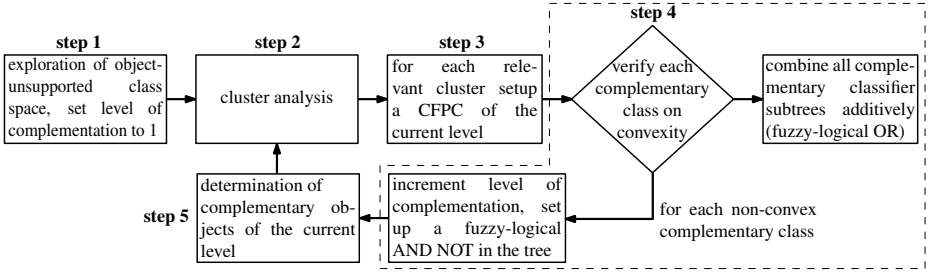 step 1
exploration of object-
unsupported class
space, set level of
complementation to 1
step 2
cluster analysis
step 3
for each rele-
vant cluster setup
a CFPC of the
current level
step 4
verify each
complementary
class on
convexity
combine all comple-
mentary classifier
subtrees additively
(fuzzy-logical OR)
for each non-convex
complementary class
increment level of
complementation, set
up a fuzzy-logical
AND NOT in the tree
step 5
determination of
complementary ob-
jects of the current
level